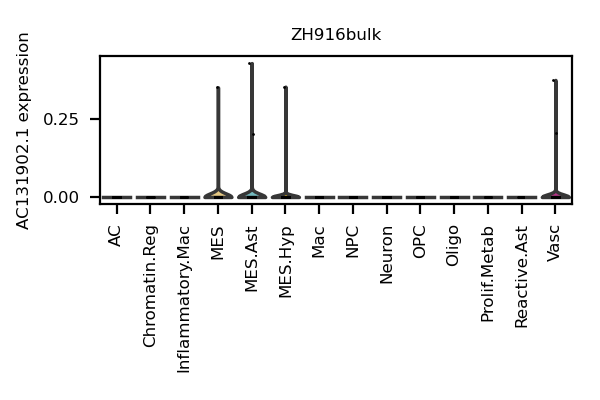 ZH916bulk
AC131902.1 expression
0.25
0.00
AC
Chromatin.Reg
Inflammatory.Mac
MES
MES.Ast
MES.Hyp
Mac
NPC
Neuron
OPC
Oligo
Prolif.Metab
Reactive.Ast
Vasc